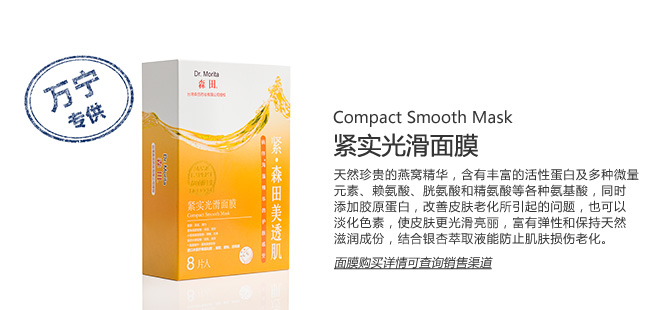 万宁
专供
Dr. Morita
森田
紧·森田美透肌
紧实光滑面膜
Compact Smooth Mask
8片入
Dr. Morita
Compact Smooth Mask
紧实光滑面膜
天然珍贵的燕窝精华，含有丰富的活性蛋白及多种微量
元素、赖氨酸、胱氨酸和精氨酸等各种氨基酸，同时
添加胶原蛋白，改善皮肤老化所引起的问题，也可以
淡化色素，使皮肤更光滑亮丽，富有弹性和保持天然
滋润成份，结合银杏萃取液能防止肌肤损伤老化。
面膜购买详情可查询销售渠道